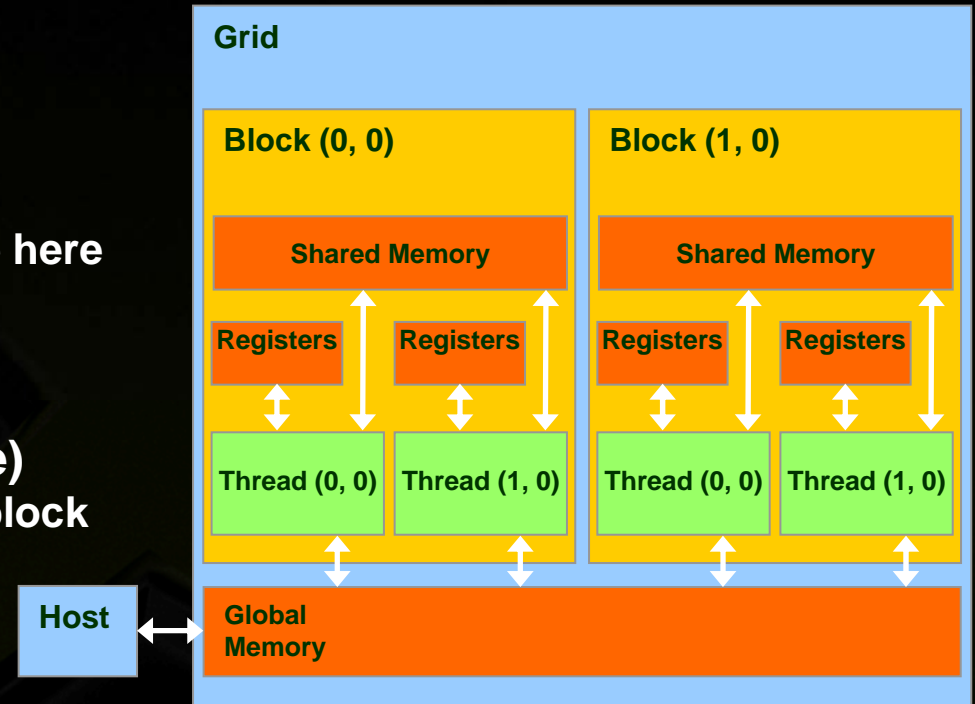 here
e)
block
Grid
Block (0, 0)
Block (1, 0)
Shared Memory
Shared Memory
Registers
Registers
Registers
Registers
Thread (0, 0)
Thread (1, 0)
Thread (0, 0)
Thread (1, 0)
Host
Global
Memory